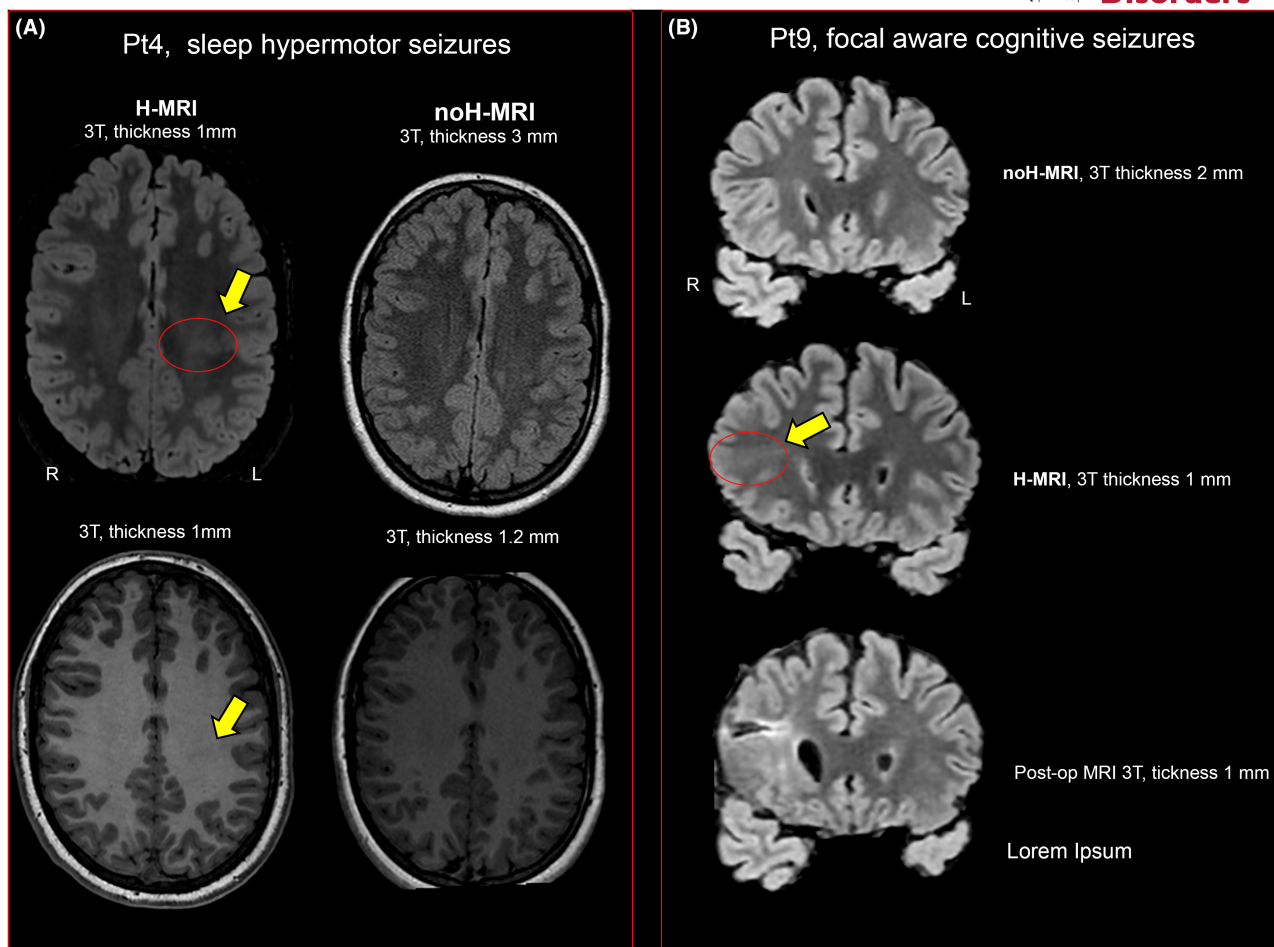 Disorders
(A)
Pt4, sleep hypermotor seizures
H-MRI
3T, thickness 1mm
noH-MRI
3T, thickness 3 mm
R
L
3T, thickness 1mm
3T, thickness 1.2 mm
(B)
Pt9, focal aware cognitive seizures
noH-MRI, 3T thickness 2 mm
R
L
H-MRI, 3T thickness 1 mm
Post-op MRI 3T, tickness 1 mm
Lorem Ipsum